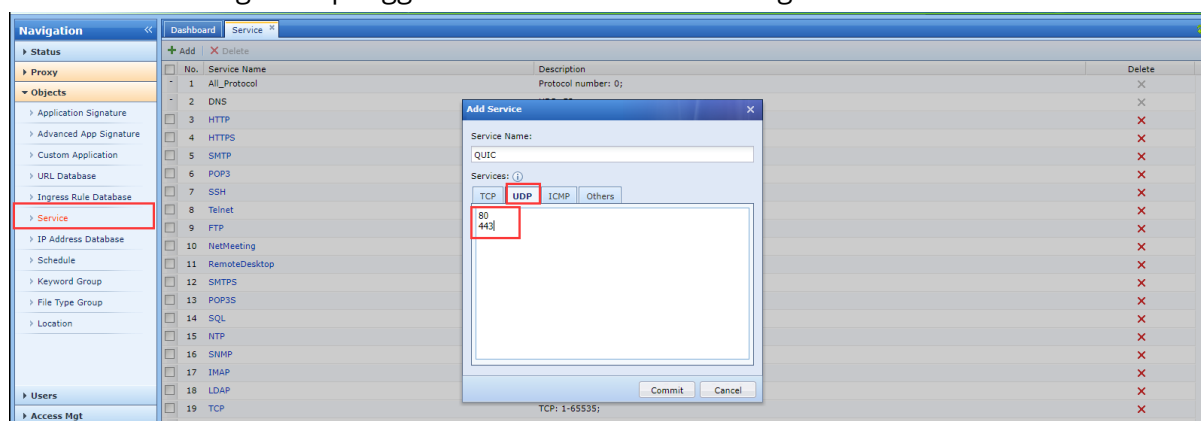 Navigation
Status
Proxy
Objects
Application Signature
Advanced App Signature
Custom Application
URL Database
Ingress Rule Database
Service
IP Address Database
Schedule
Keyword Group
File Type Group
Location
Users
Access Mgt
Dashboard Service
Add Delete
No. Service Name Description Delete
1 All_Protocol Protocol number: 0;
2 DNS
3 HTTP
4 HTTPS
5 SMTP
6 POP3
7 SSH
8 Telnet
9 FTP
10 NetMeeting
11 RemoteDesktop
12 SMTPS
13 POP3S
14 SQL
15 NTP
16 SNMP
17 IMAP
18 LDAP
19 TCP TCP: 1-65535;
Add Service
Service Name:
QUIC
Services:
TCP UDP ICMP Others
80
443
Commit Cancel